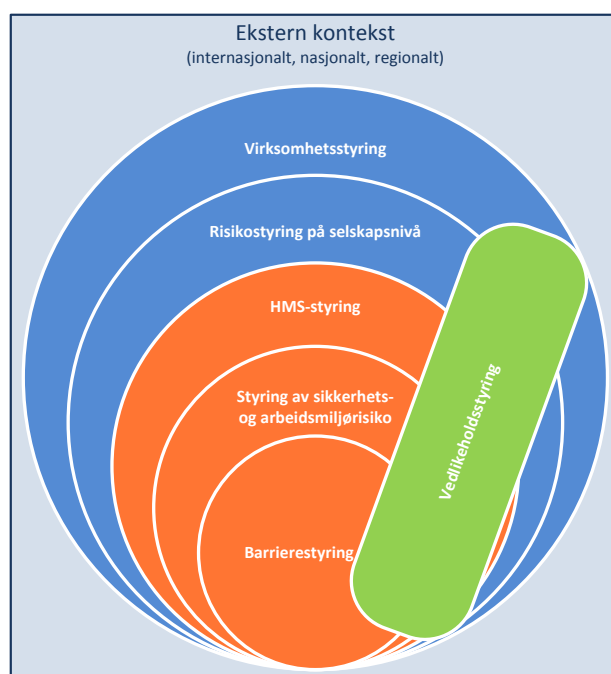 Ekstern kontekst
(internasjonalt, nasjonalt, regionalt)
Virksomhetsstyring
Risikostyring på selskapsnivå
HMS-styring
Styring av sikkerhets-
og arbeidsmiljørisiko
Barrierestyring
Vedlikeholdsstyring